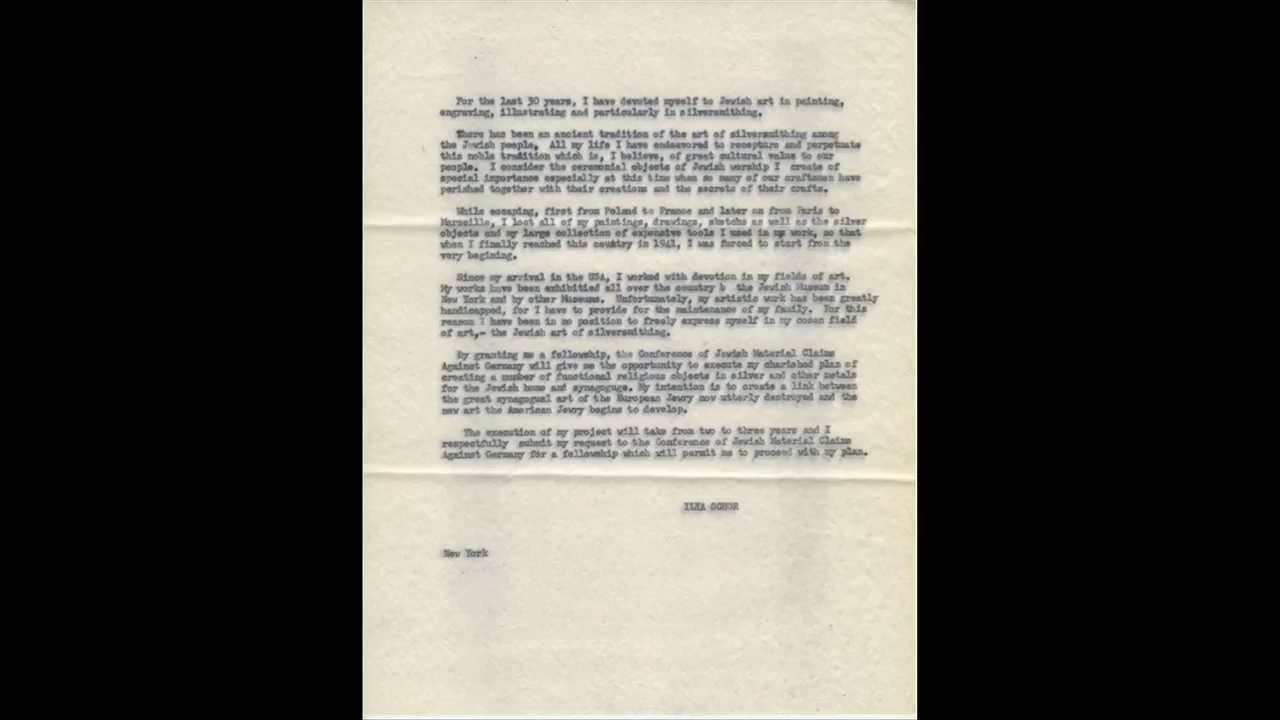 For the last 30 years, I have devoted myself to Jewish art in painting,
engraving, illustrating and particularly in silversmithing.
There has been an ancient tradition of the art of silversmithing among
the Jewish people. All my life I have endeavored to recapture and perpetuate
this noble tradition which is, I believe, of great cultural value to our
people. I consider the ceremonial objects of Jewish worship I create of
special importance especially at this time when so many of our craftsmen have
perished together with their creations and the secrets of their crafts.
While escaping, first from Poland to France and later on from Paris to
Marseille, I lost all of my paintings, drawings, sketchs as well as the silver
objects and my large collection of expensive tools I used in my work, so that
when I finally reached this country in 1941, I was forced to start from the
very begining.
Since my arrival in the USA, I worked with devotion in my fields of art.
My works have been exhibitied all over the country b the Jewish Museum in
New York and by other Museums. Unfortunately, my artistic work has been greatly
handicapped, for I have to provide for the maintenance of my family. For this
reason I have been in no position to freely express myself in my cosen field
of art,- the Jewish art of silversmithing.
By granting me a fellowship, the Conference of Jewish Material Claims
Against Germany will give me the opportunity to execute my charished plan of
creating a number of functional religious objects in silver and other metals
for the Jewish home and synagogugs. My intention is to create a link between
the great synagogual art of the European Jewry now utterly destroyed and the
new art the American Jewry begins to develop.
The execution of my project will take from two to three years and I
respectfully submit my request to the Conference of Jewish Material Claims
Against Germany for a fellowship which will permit me to proceed with my plan.
ILYA SCHOR
New York